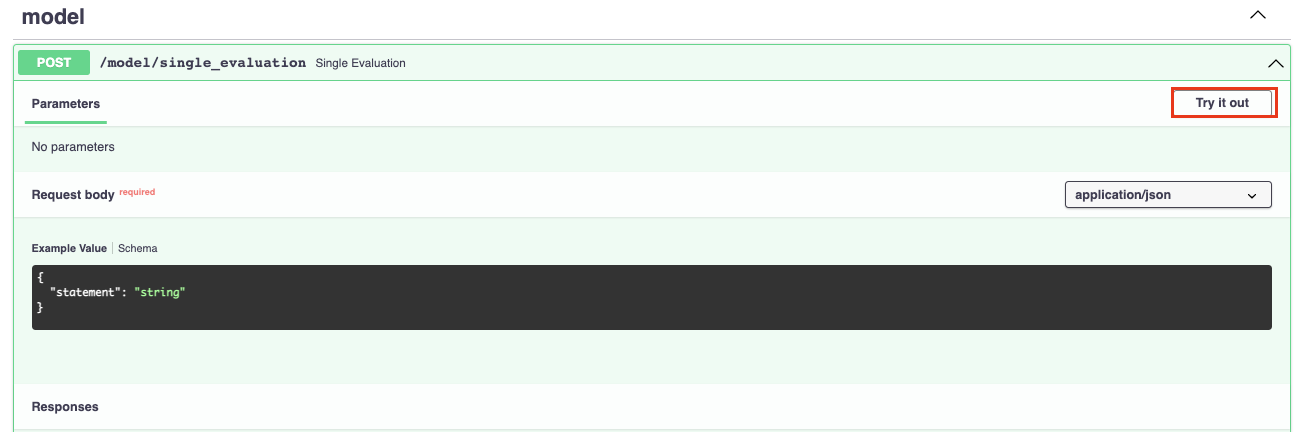 model
POST /model/single_evaluation Single Evaluation
Parameters Try it out
No parameters
Request body required application/json
Example Value Schema
{
"statement": "string"
}
Responses